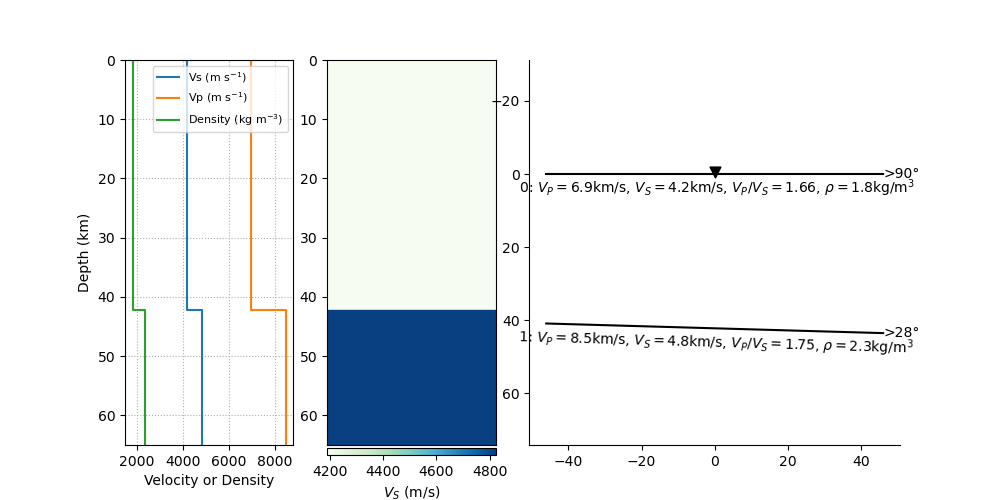 0
10
20
30
40
50
60
Depth (km)
2000 4000 6000 8000
Velocity or Density
Vs (m s⁻¹)
Vp (m s⁻¹)
Density (kg m⁻³)
0
10
20
30
40
50
60
4200 4400 4600 4800
V_S (m/s)
−20
0
20
40
60
−40 −20 0 20 40
>90°
0: V_P = 6.9km/s, V_S = 4.2km/s, V_P/V_S = 1.66, ρ = 1.8kg/m³
>28°
1: V_P = 8.5km/s, V_S = 4.8km/s, V_P/V_S = 1.75, ρ = 2.3kg/m³